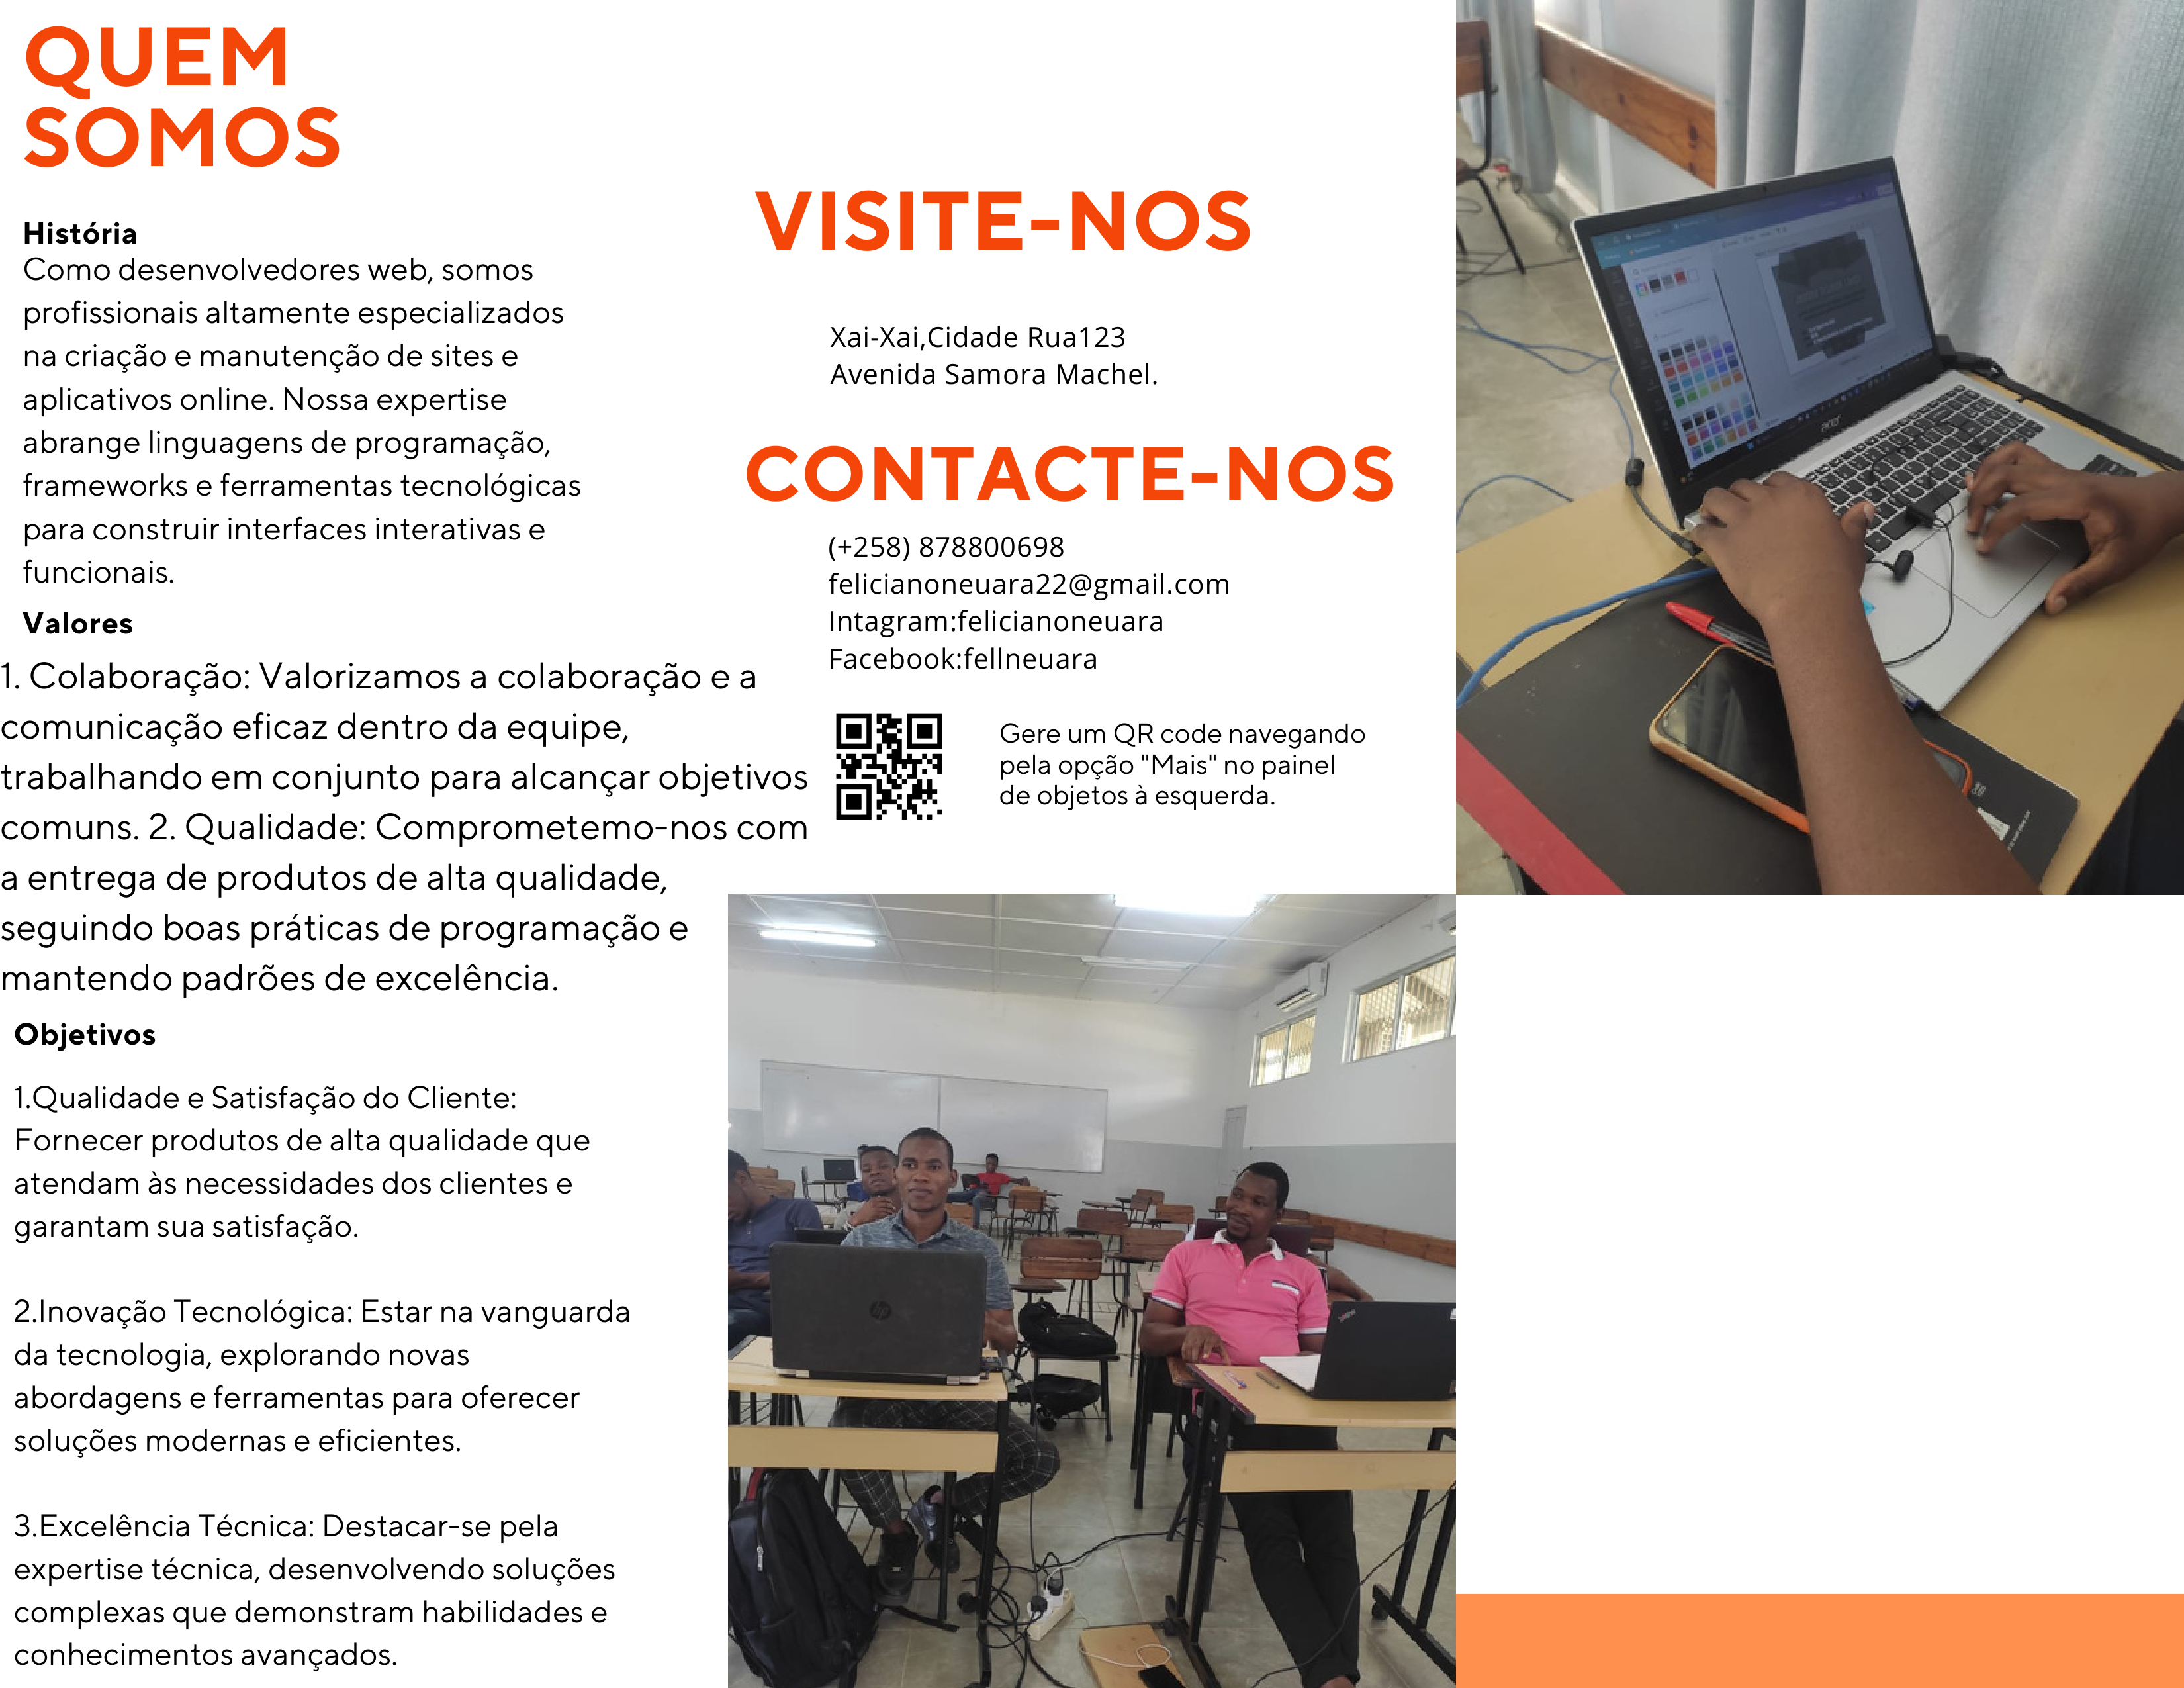 QUEM
SOMOS
História
Como desenvolvedores web, somos
profissionais altamente especializados
na criação e manutenção de sites e
aplicativos online. Nossa expertise
abrange linguagens de programação,
frameworks e ferramentas tecnológicas
para construir interfaces interativas e
funcionais.
Valores
1. Colaboração: Valorizamos a colaboração e a
comunicação eficaz dentro da equipe,
trabalhando em conjunto para alcançar objetivos
comuns. 2. Qualidade: Comprometemo-nos com
a entrega de produtos de alta qualidade,
seguindo boas práticas de programação e
mantendo padrões de excelência.
Objetivos
1.Qualidade e Satisfação do Cliente:
Fornecer produtos de alta qualidade que
atendam às necessidades dos clientes e
garantam sua satisfação.
2.Inovação Tecnológica: Estar na vanguarda
da tecnologia, explorando novas
abordagens e ferramentas para oferecer
soluções modernas e eficientes.
3.Excelência Técnica: Destacar-se pela
expertise técnica, desenvolvendo soluções
complexas que demonstram habilidades e
conhecimentos avançados.
VISITE-NOS
Xai-Xai,Cidade Rua123
Avenida Samora Machel.
CONTACTE-NOS
(+258) 878800698
felicianoneuara22@gmail.com
Intagram:felicianoneuara
Facebook:fellneuara
Gere um QR code navegando
pela opção "Mais" no painel
de objetos à esquerda.
acer
hp